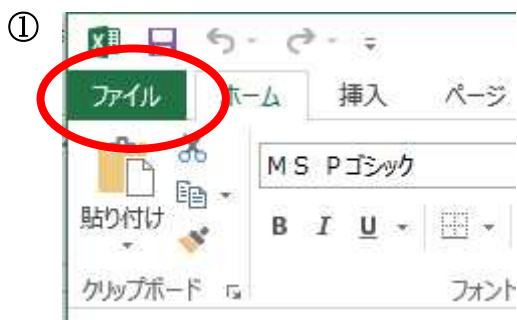 ①
ファイル ホーム 挿入 ページ
MS Pゴシック
貼り付け
B I U
クリップボード フォント